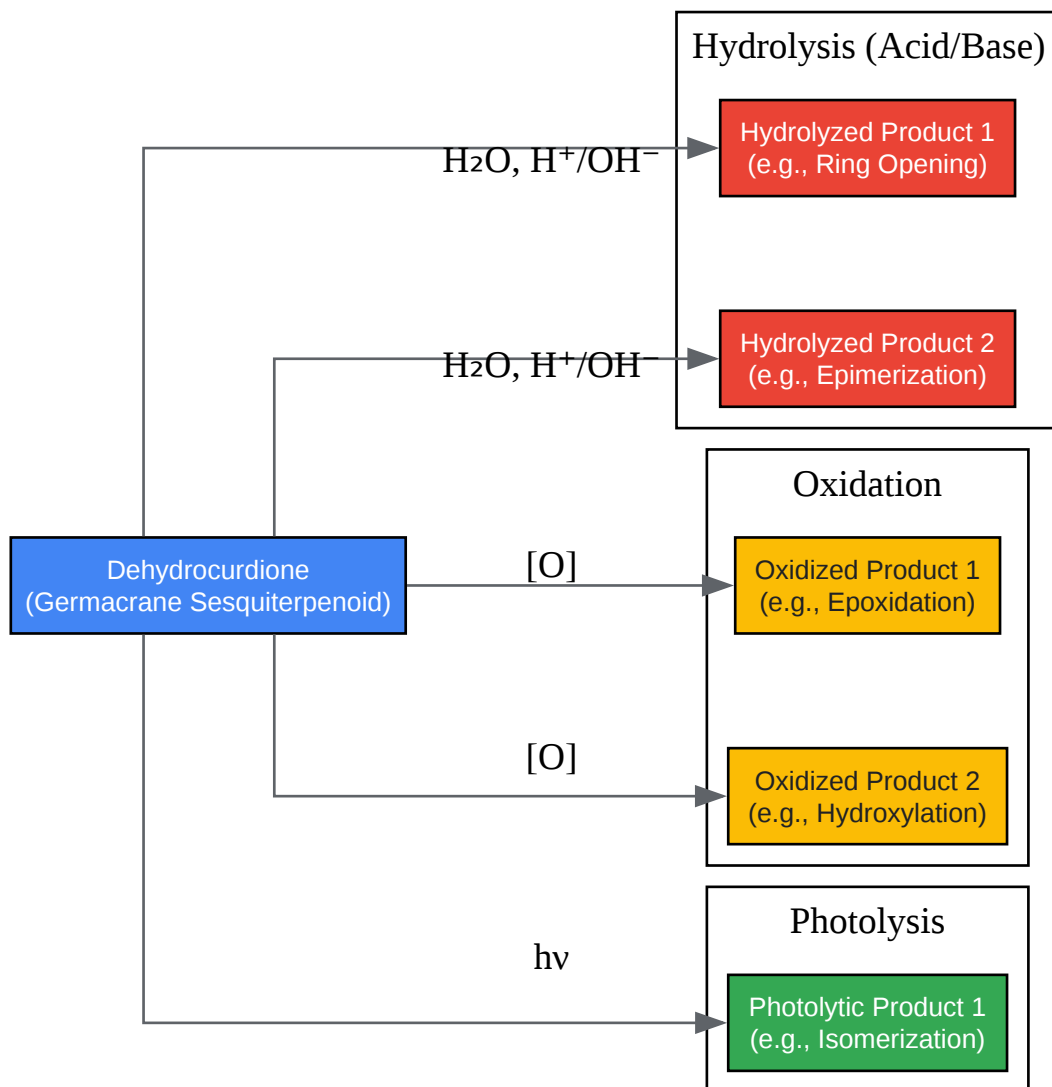 Hydrolysis (Acid/Base)
Hydrolyzed Product 1
(e.g., Ring Opening)
H₂O, H⁺/OH⁻
Hydrolyzed Product 2
(e.g., Epimerization)
H₂O, H⁺/OH⁻
Oxidation
Dehydrocurdione
(Germacrane Sesquiterpenoid)
[O]
Oxidized Product 1
(e.g., Epoxidation)
[O]
Oxidized Product 2
(e.g., Hydroxylation)
Photolysis
hν
Photolytic Product 1
(e.g., Isomerization)